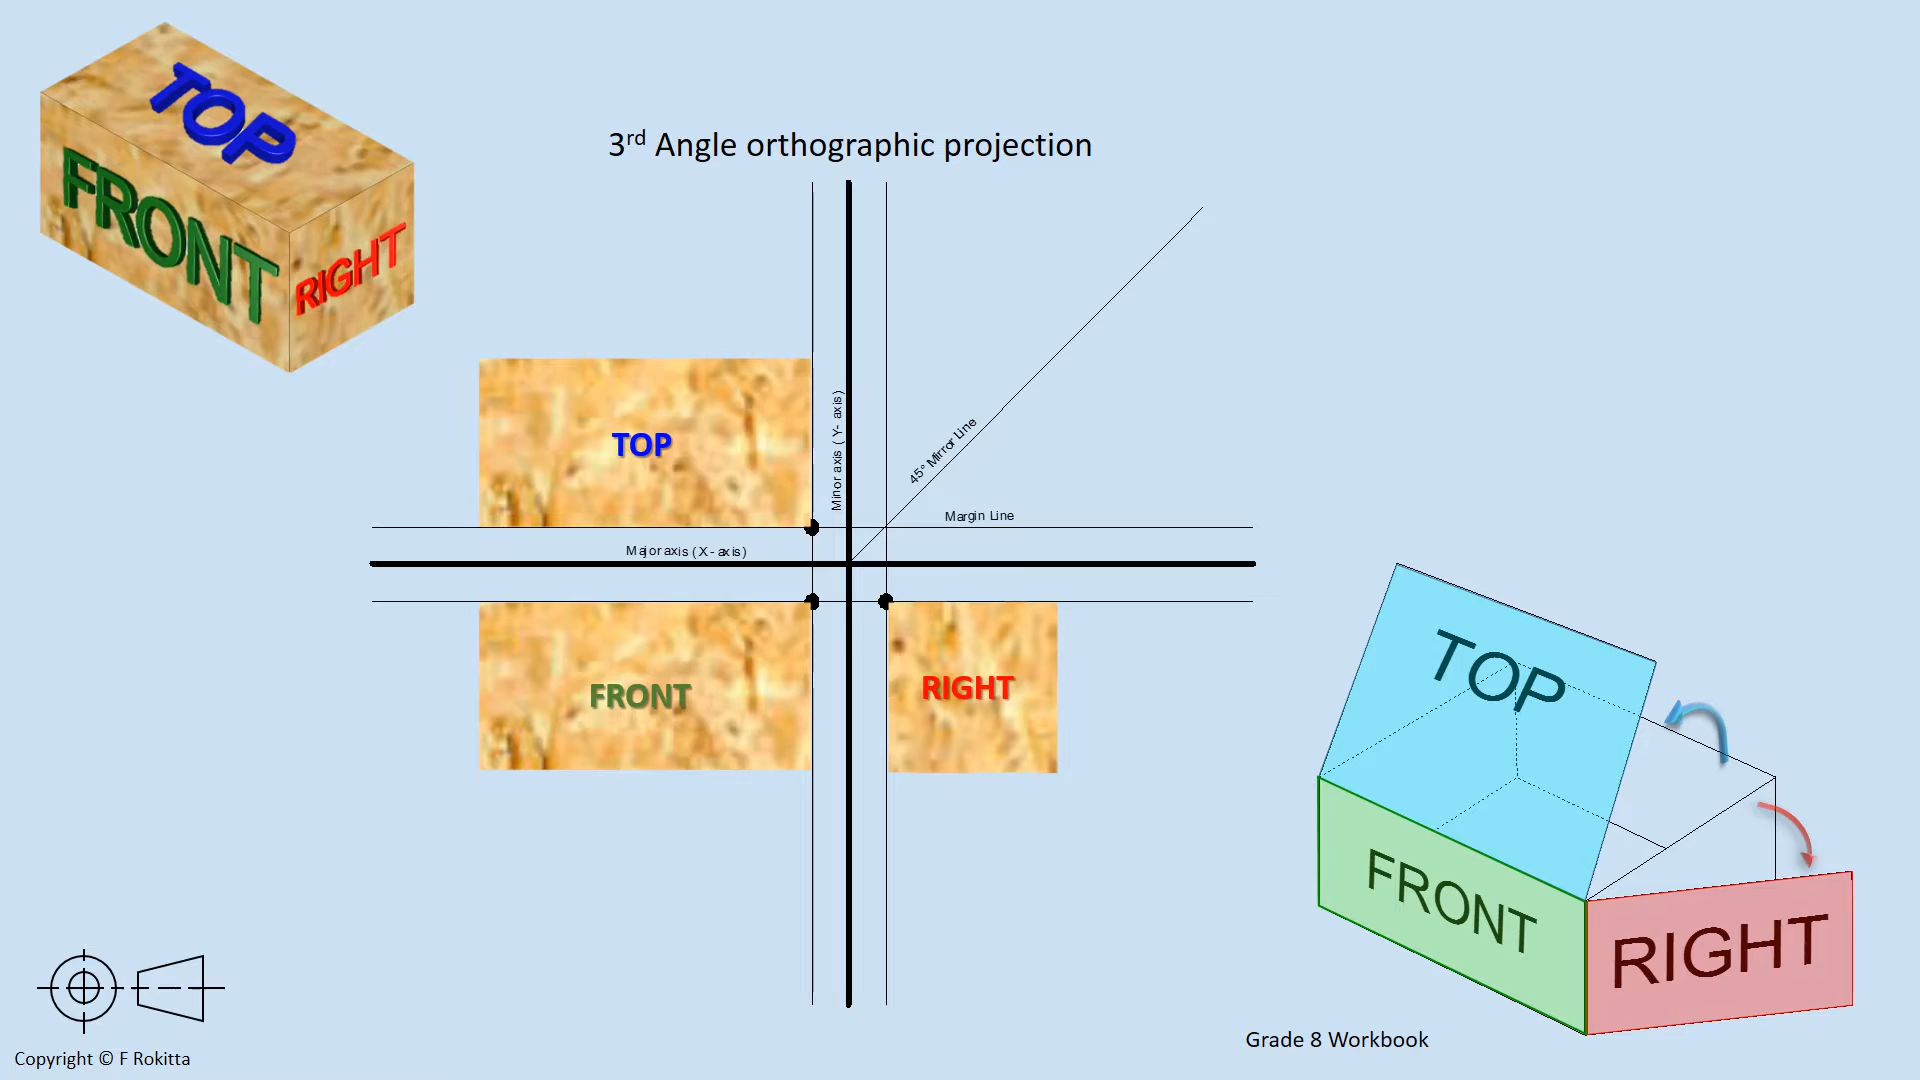 TOP
FRONT
RIGHT
3rd Angle orthographic projection
Minor axis ( Y- axis)
45° Mirror Line
Margin Line
TOP
Major axis ( X - axis)
FRONT
RIGHT
TOP
FRONT
RIGHT
Grade 8 Workbook
Copyright © F Rokitta